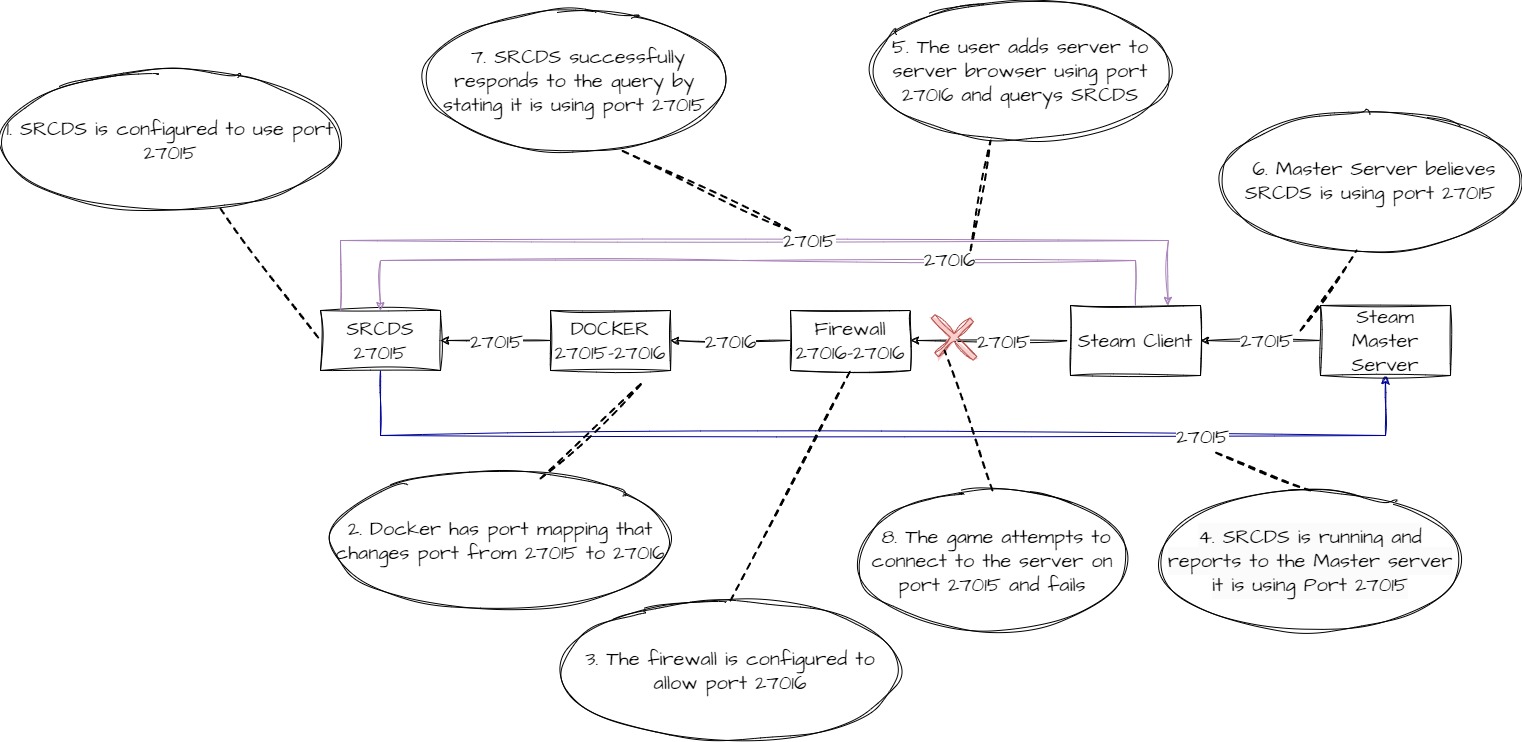 7. SRCDS successfully
responds to the query by
stating it is using port 27015
5. The user adds server to
server browser using port
27016 and querys SRCDS
1. SRCDS is configured to use port
27015
6. Master Server believes
SRCDS is using port 27015
27015
27016
SRCDS
27015
27015
DOCKER
27015-27016
27016
Firewall
27016-27016
27015
Steam Client
27015
Steam
Master
Server
27015
2. Docker has port mapping that
changes port from 27015 to 27016
8. The game attempts to
connect to the server on
port 27015 and fails
4. SRCDS is running and
reports to the Master server
it is using Port 27015
3. The firewall is configured to
allow port 27016